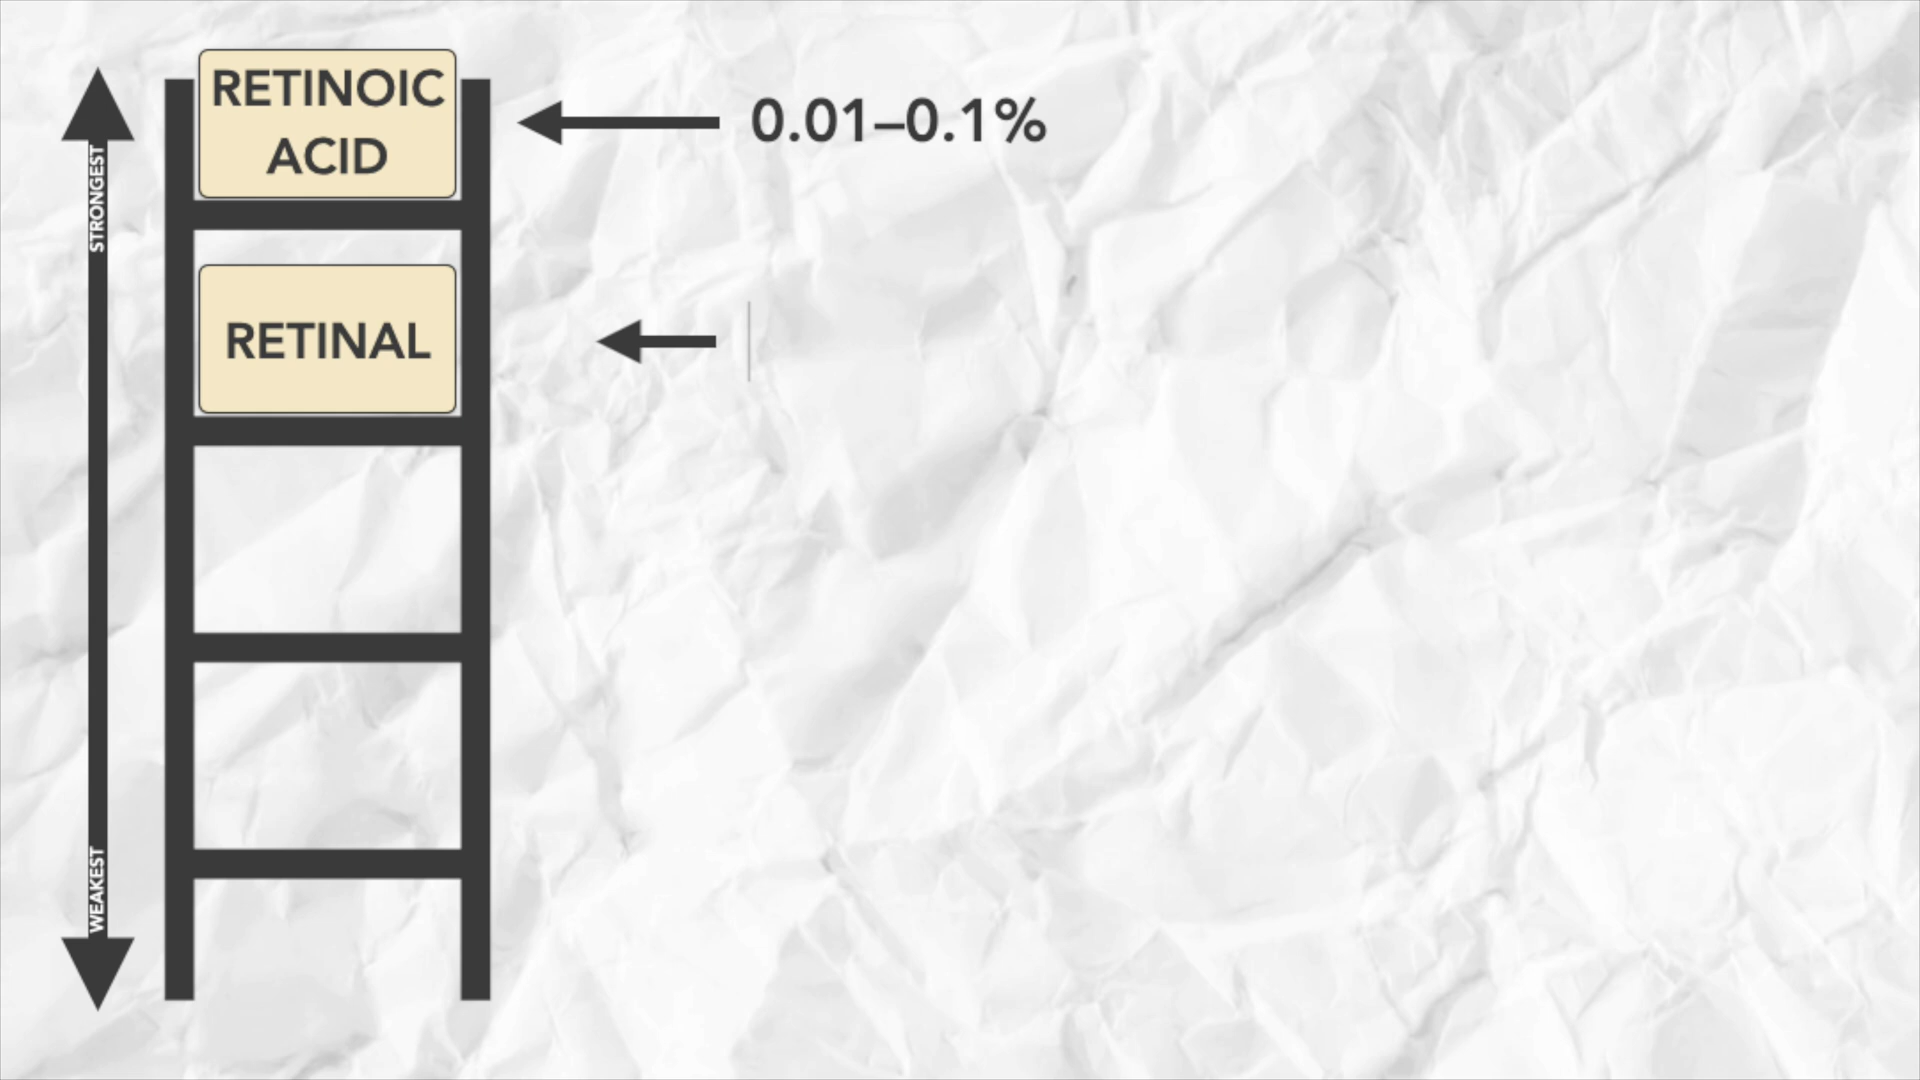 RETINOIC
ACID
0.01–0.1%
STRONGEST
RETINAL
WEAKEST